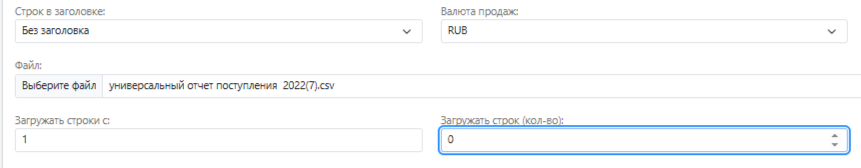 Строк в заголовке:
Валюта продаж:
Без заголовка
RUB
Файл:
Выберите файл универсальный отчет поступления 2022(7).csv
Загружать строки с:
Загружать строк (кол-во):
1
0